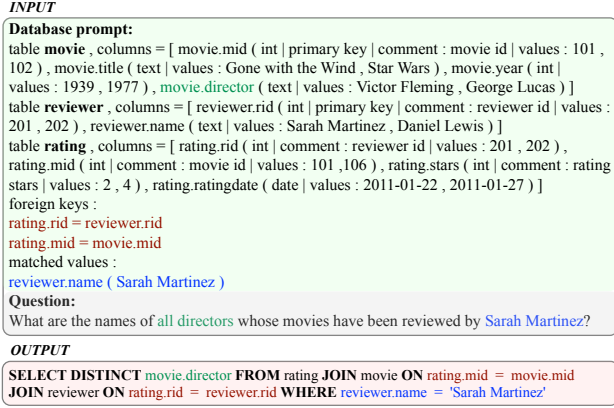 INPUT
Database prompt:
table movie , columns = [ movie.mid ( int | primary key | comment : movie id | values : 101 ,
102 ) , movie.title ( text | values : Gone with the Wind , Star Wars ) , movie.year ( int |
values : 1939 , 1977 ) , movie.director ( text | values : Victor Fleming , George Lucas ) ]
table reviewer , columns = [ reviewer.rid ( int | primary key | comment : reviewer id | values :
201 , 202 ) , reviewer.name ( text | values : Sarah Martinez , Daniel Lewis ) ]
table rating , columns = [ rating.rid ( int | comment : reviewer id | values : 201 , 202 ) ,
rating.mid ( int | comment : movie id | values : 101 ,106 ) , rating.stars ( int | comment : rating
stars | values : 2 , 4 ) , rating.ratingdate ( date | values : 2011-01-22 , 2011-01-27 ) ]
foreign keys :
rating.rid = reviewer.rid
rating.mid = movie.mid
matched values :
reviewer.name ( Sarah Martinez )
Question:
What are the names of all directors whose movies have been reviewed by Sarah Martinez?
OUTPUT
SELECT DISTINCT movie.director FROM rating JOIN movie ON rating.mid = movie.mid
JOIN reviewer ON rating.rid = reviewer.rid WHERE reviewer.name = 'Sarah Martinez'